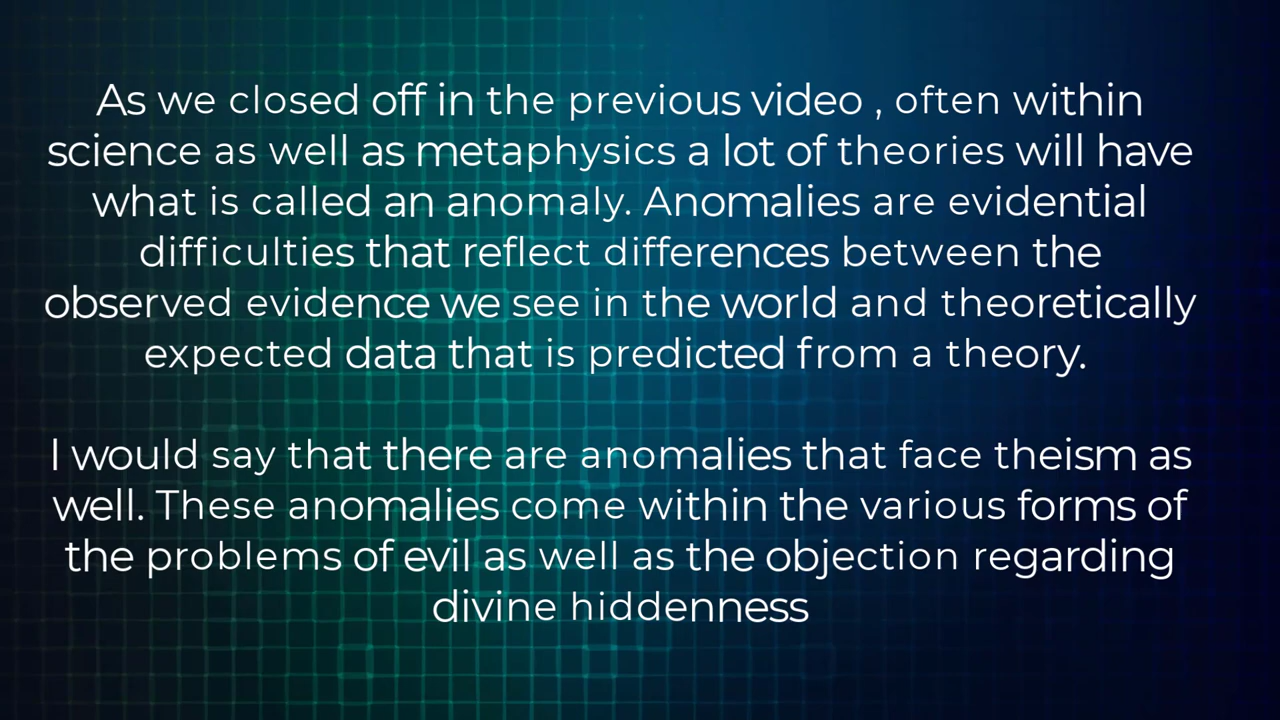 As we closed off in the previous video , often within
science as well as metaphysics a lot of theories will have
what is called an anomaly. Anomalies are evidential
difficulties that reflect differences between the
observed evidence we see in the world and theoretically
expected data that is predicted from a theory.
I would say that there are anomalies that face theism as
well. These anomalies come within the various forms of
the problems of evil as well as the objection regarding
divine hiddenness